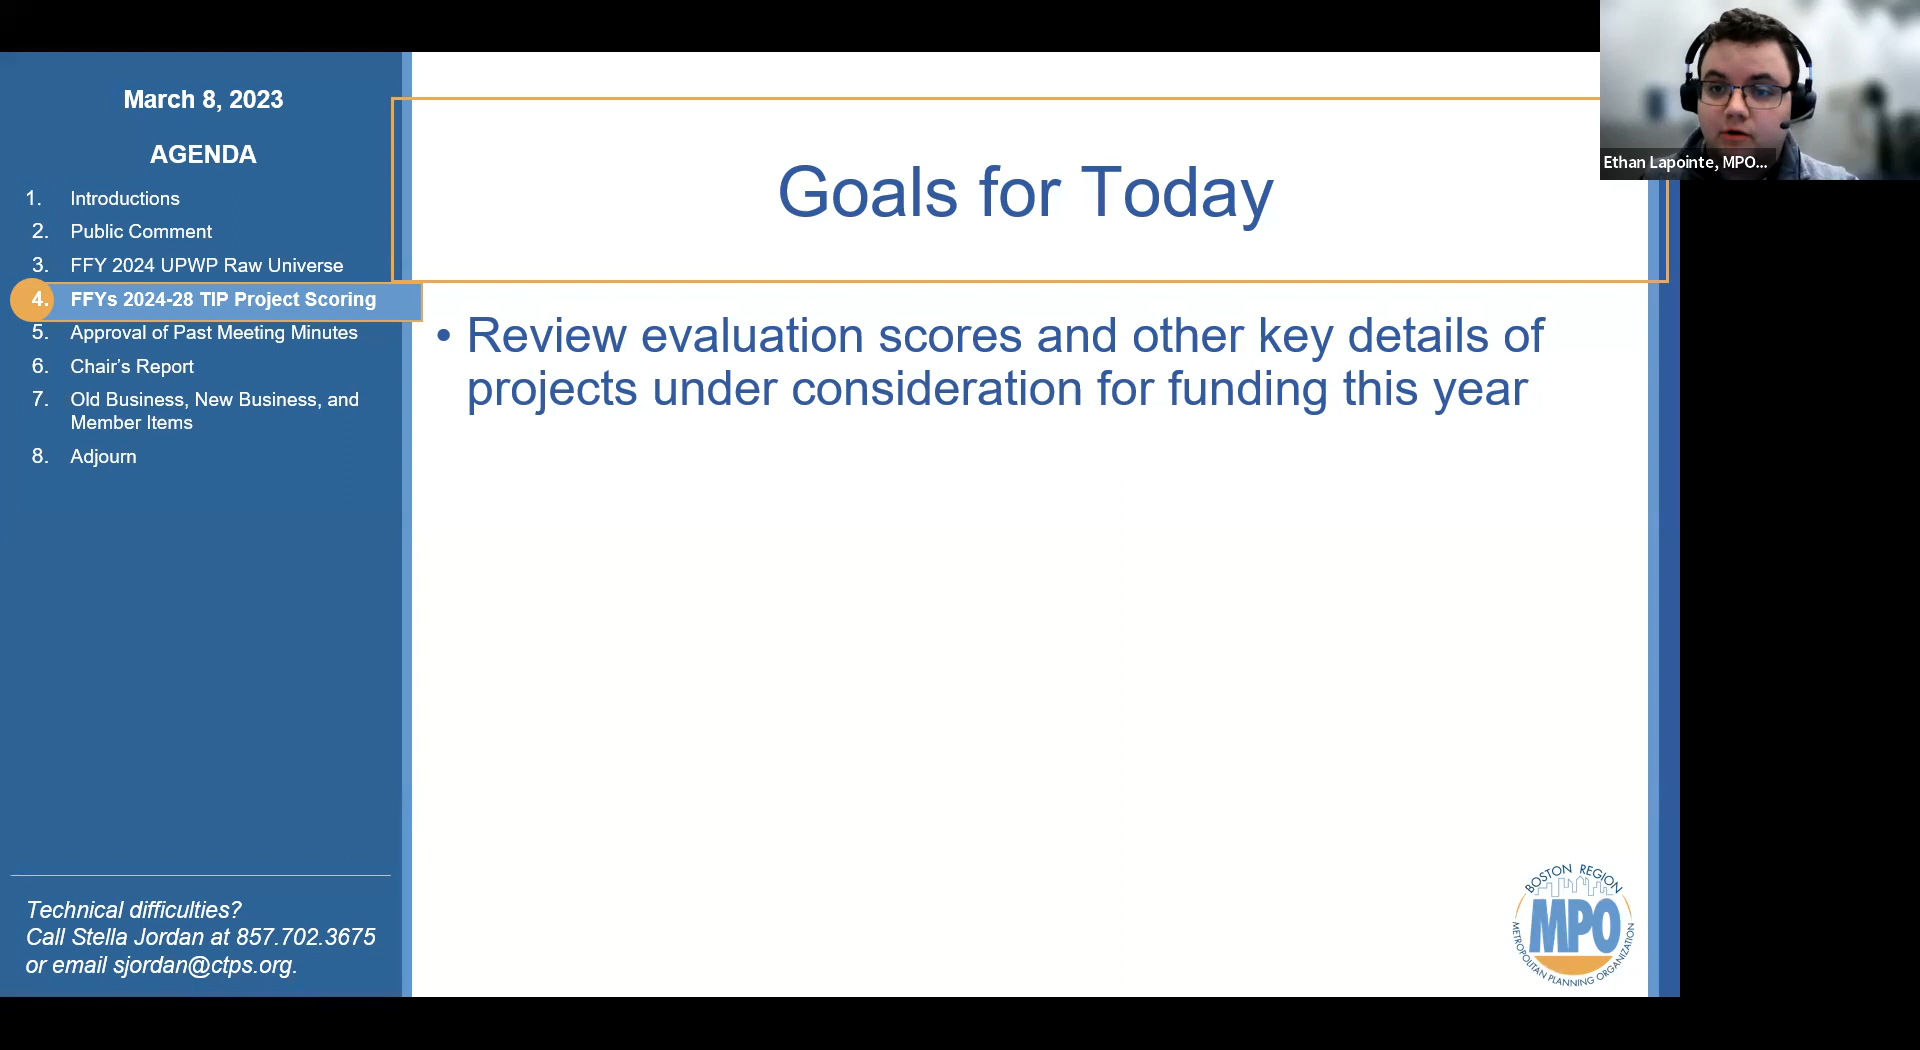 March 8, 2023
AGENDA
1. Introductions
2. Public Comment
3. FFY 2024 UPWP Raw Universe
4. FFYs 2024-28 TIP Project Scoring
5. Approval of Past Meeting Minutes
6. Chair's Report
7. Old Business, New Business, and
Member Items
8. Adjourn
Technical difficulties?
Call Stella Jordan at 857.702.3675
or email sjordan@ctps.org.
Goals for Today
• Review evaluation scores and other key details of
projects under consideration for funding this year
Ethan Lapointe, MPO...
BOSTON REGION
MPO
METROPOLITAN PLANNING ORGANIZATION